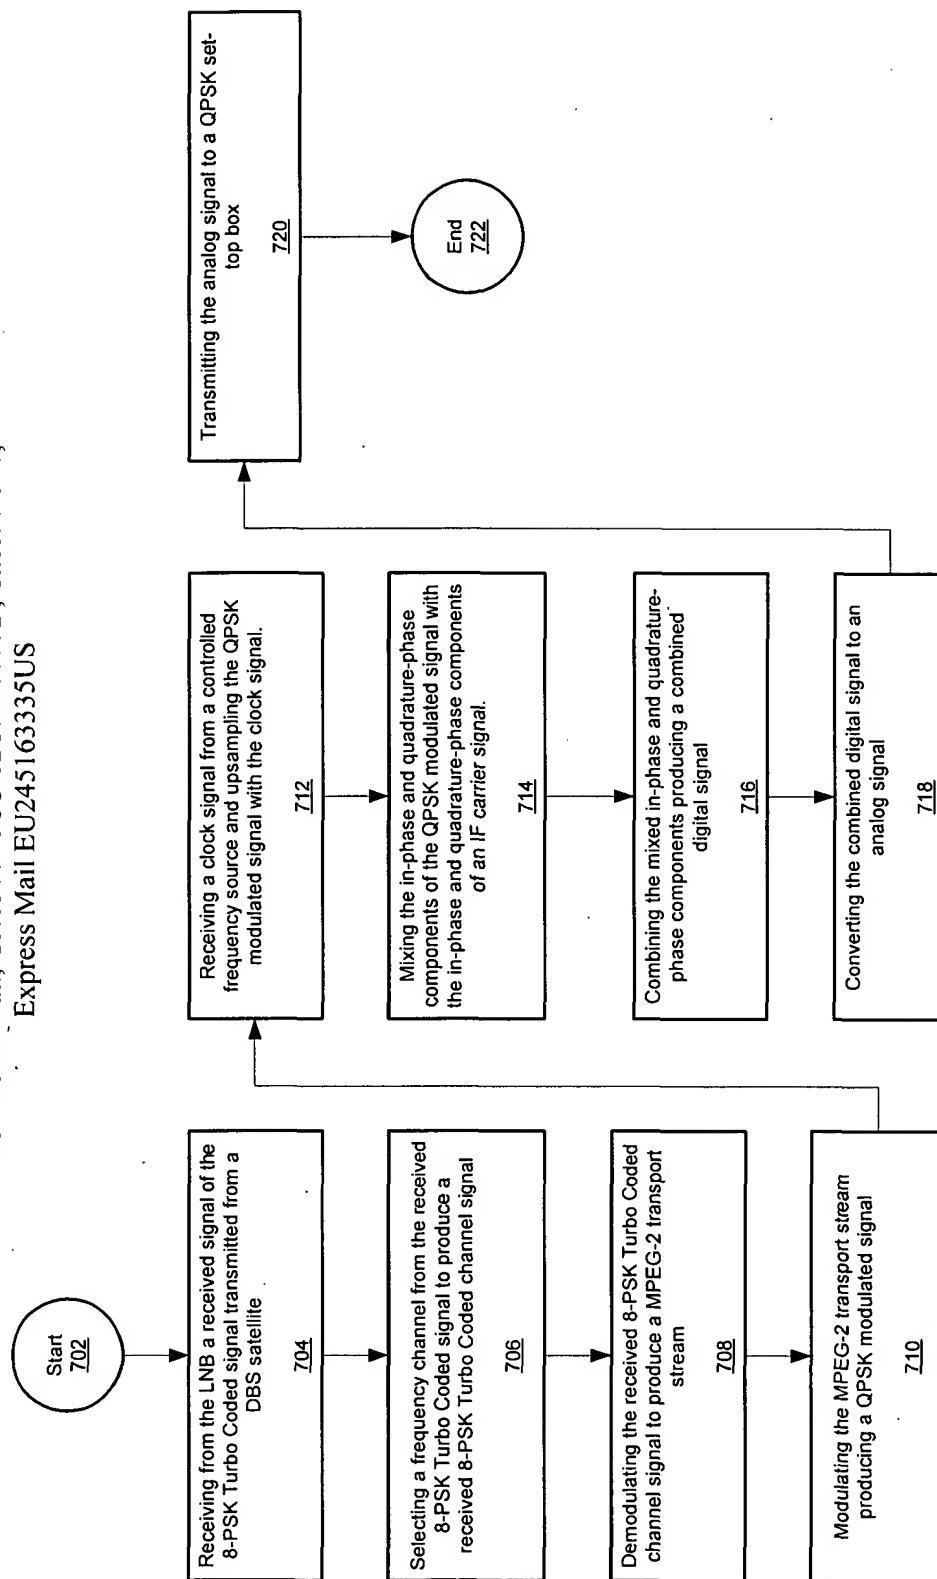 Express Mail EU245163335US
Start
702
Receiving from the LNB a received signal of the
8-PSK Turbo Coded signal transmitted from a
DBS satellite
704
Selecting a frequency channel from the received
8-PSK Turbo Coded signal to produce a
received 8-PSK Turbo Coded channel signal
706
Demodulating the received 8-PSK Turbo Coded
channel signal to produce a MPEG-2 transport
stream
708
Modulating the MPEG-2 transport stream
producing a QPSK modulated signal
710
Receiving a clock signal from a controlled
frequency source and upsampling the QPSK
modulated signal with the clock signal.
712
Mixing the in-phase and quadrature-phase
components of the QPSK modulated signal with
the in-phase and quadrature-phase components
of an IF carrier signal.
714
Combining the mixed in-phase and quadrature-
phase components producing a combined
digital signal
716
Converting the combined digital signal to an
analog signal
718
Transmitting the analog signal to a QPSK set-
top box
720
End
722